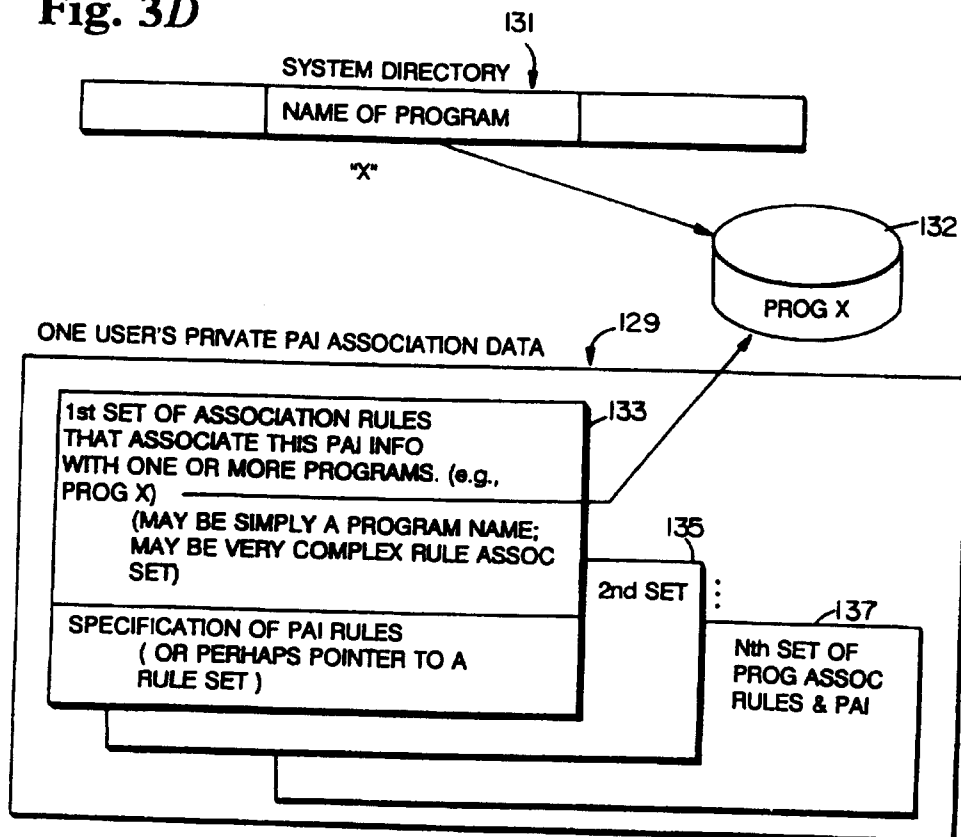 Fig. 3D
131
SYSTEM DIRECTORY
NAME OF PROGRAM
"X"
132
PROG X
ONE USER'S PRIVATE PAI ASSOCIATION DATA
129
1st SET OF ASSOCIATION RULES
THAT ASSOCIATE THIS PAI INFO
WITH ONE OR MORE PROGRAMS. (e.g.,
PROG X)
(MAY BE SIMPLY A PROGRAM NAME;
MAY BE VERY COMPLEX RULE ASSOC
SET)
133
SPECIFICATION OF PAI RULES
( OR PERHAPS POINTER TO A
RULE SET )
135
2nd SET
137
Nth SET OF
PROG ASSOC
RULES & PAI